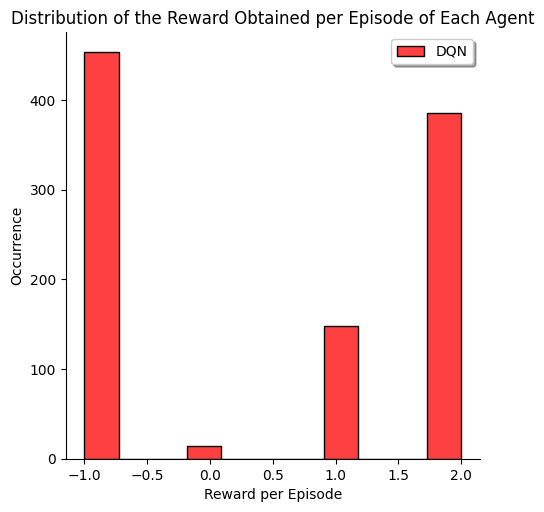 Distribution of the Reward Obtained per Episode of Each Agent
DQN
400
300
200
100
0
Occurrence
−1.0 −0.5 0.0 0.5 1.0 1.5 2.0
Reward per Episode